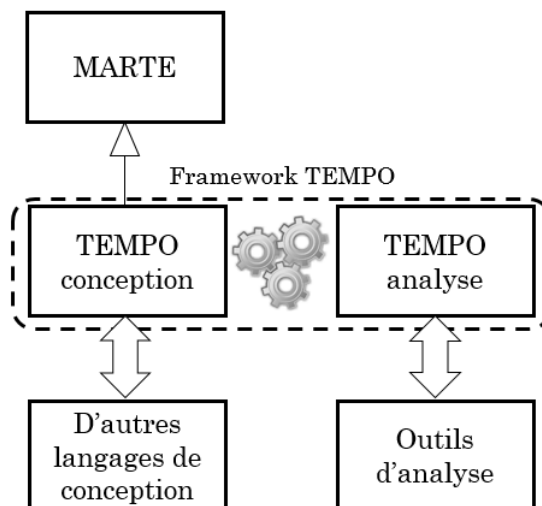 MARTE
Framework TEMPO
TEMPO
conception
TEMPO
analyse
D'autres
langages de
conception
Outils
d'analyse